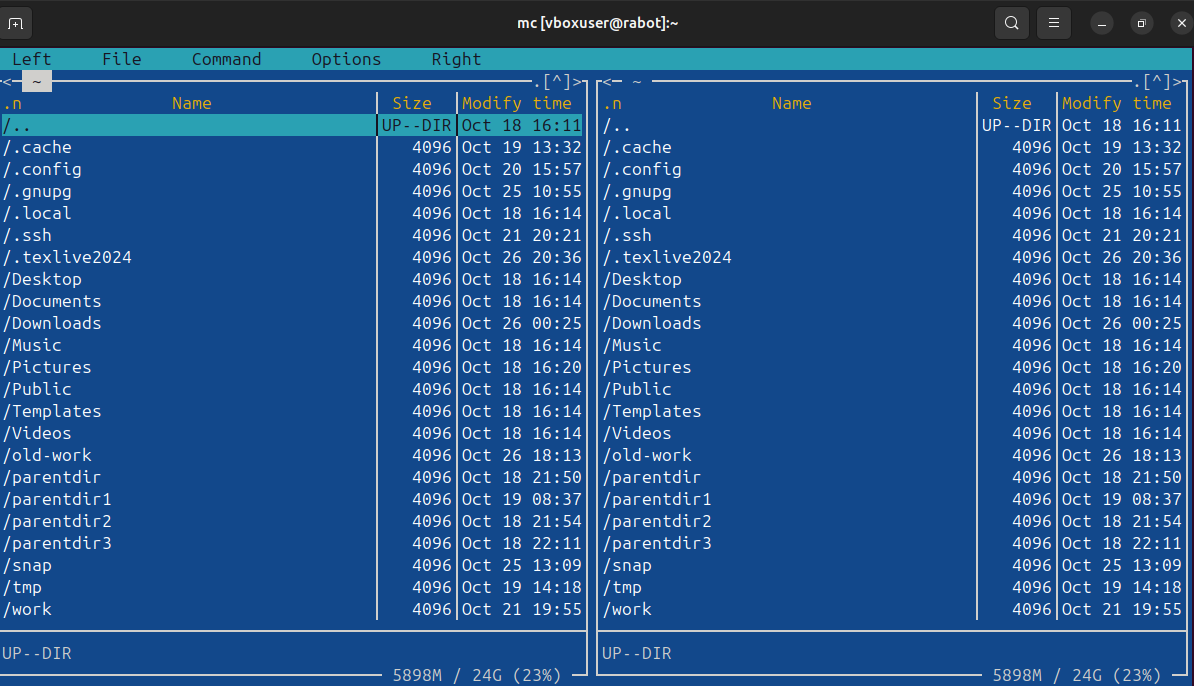 mc [vboxuser@rabot]:~
Left File Command Options Right
<─ ~ ─.[^]>┐ ┌<─ ~ ─.[^]>┐
.n Name Size Modify time .n Name Size Modify time
/.. UP--DIR Oct 18 16:11 /.. UP--DIR Oct 18 16:11
/.cache 4096 Oct 19 13:32 /.cache 4096 Oct 19 13:32
/.config 4096 Oct 20 15:57 /.config 4096 Oct 20 15:57
/.gnupg 4096 Oct 25 10:55 /.gnupg 4096 Oct 25 10:55
/.local 4096 Oct 18 16:14 /.local 4096 Oct 18 16:14
/.ssh 4096 Oct 21 20:21 /.ssh 4096 Oct 21 20:21
/.texlive2024 4096 Oct 26 20:36 /.texlive2024 4096 Oct 26 20:36
/Desktop 4096 Oct 18 16:14 /Desktop 4096 Oct 18 16:14
/Documents 4096 Oct 18 16:14 /Documents 4096 Oct 18 16:14
/Downloads 4096 Oct 26 00:25 /Downloads 4096 Oct 26 00:25
/Music 4096 Oct 18 16:14 /Music 4096 Oct 18 16:14
/Pictures 4096 Oct 18 16:20 /Pictures 4096 Oct 18 16:20
/Public 4096 Oct 18 16:14 /Public 4096 Oct 18 16:14
/Templates 4096 Oct 18 16:14 /Templates 4096 Oct 18 16:14
/Videos 4096 Oct 18 16:14 /Videos 4096 Oct 18 16:14
/old-work 4096 Oct 26 18:13 /old-work 4096 Oct 26 18:13
/parentdir 4096 Oct 18 21:50 /parentdir 4096 Oct 18 21:50
/parentdir1 4096 Oct 19 08:37 /parentdir1 4096 Oct 19 08:37
/parentdir2 4096 Oct 18 21:54 /parentdir2 4096 Oct 18 21:54
/parentdir3 4096 Oct 18 22:11 /parentdir3 4096 Oct 18 22:11
/snap 4096 Oct 25 13:09 /snap 4096 Oct 25 13:09
/tmp 4096 Oct 19 14:18 /tmp 4096 Oct 19 14:18
/work 4096 Oct 21 19:55 /work 4096 Oct 21 19:55
UP--DIR UP--DIR
5898M / 24G (23%) 5898M / 24G (23%)